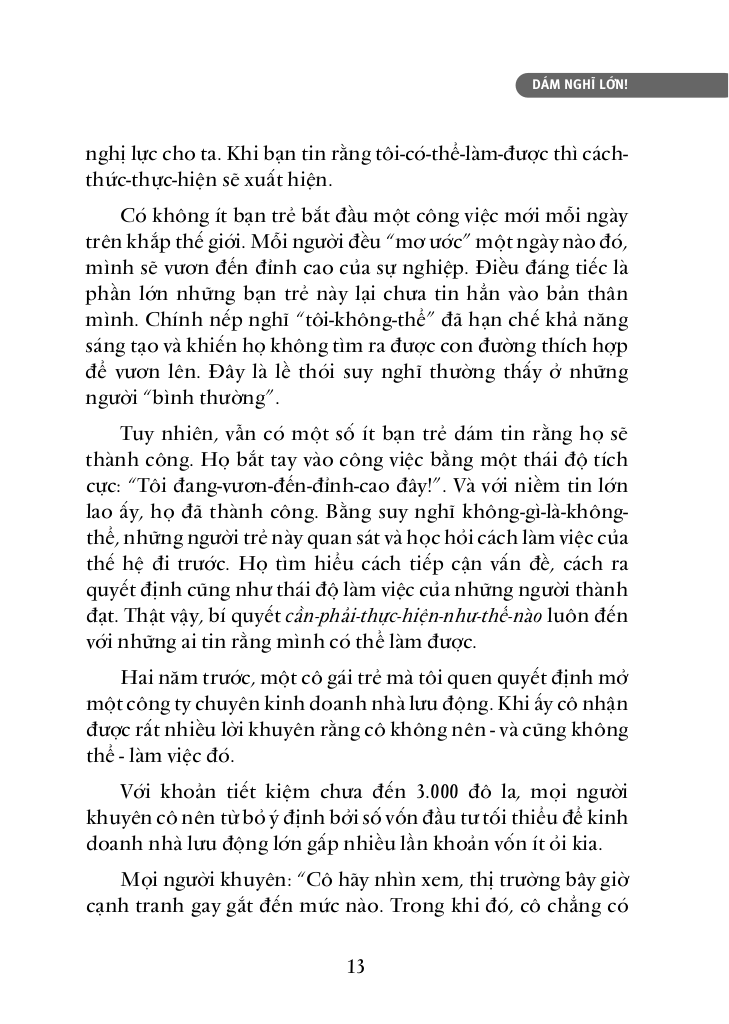 DÁM NGHĨ LỚN!
nghị lực cho ta. Khi bạn tin rằng tôi-có-thể-làm-được thì cách-
thức-thực-hiện sẽ xuất hiện.
Có không ít bạn trẻ bắt đầu một công việc mới mỗi ngày
trên khắp thế giới. Mỗi người đều “mơ ước” một ngày nào đó,
mình sẽ vươn đến đỉnh cao của sự nghiệp. Điều đáng tiếc là
phần lớn những bạn trẻ này lại chưa tin hẳn vào bản thân
mình. Chính nếp nghĩ “tôi-không-thể” đã hạn chế khả năng
sáng tạo và khiến họ không tìm ra được con đường thích hợp
để vươn lên. Đây là lề thói suy nghĩ thường thấy ở những
người “bình thường”.
Tuy nhiên, vẫn có một số ít bạn trẻ dám tin rằng họ sẽ
thành công. Họ bắt tay vào công việc bằng một thái độ tích
cực: “Tôi đang-vươn-đến-đỉnh-cao đây!”. Và với niềm tin lớn
lao ấy, họ đã thành công. Bằng suy nghĩ không-gì-là-không-
thể, những người trẻ này quan sát và học hỏi cách làm việc của
thế hệ đi trước. Họ tìm hiểu cách tiếp cận vấn đề, cách ra
quyết định cũng như thái độ làm việc của những người thành
đạt. Thật vậy, bí quyết cần-phải-thực-hiện-như-thế-nào luôn đến
với những ai tin rằng mình có thể làm được.
Hai năm trước, một cô gái trẻ mà tôi quen quyết định mở
một công ty chuyên kinh doanh nhà lưu động. Khi ấy cô nhận
được rất nhiều lời khuyên rằng cô không nên - và cũng không
thể - làm việc đó.
Với khoản tiết kiệm chưa đến 3.000 đô la, mọi người
khuyên cô nên từ bỏ ý định bởi số vốn đầu tư tối thiểu để kinh
doanh nhà lưu động lớn gấp nhiều lần khoản vốn ít ỏi kia.
Mọi người khuyên: “Cô hãy nhìn xem, thị trường bây giờ
cạnh tranh gay gắt đến mức nào. Trong khi đó, cô chẳng có
13